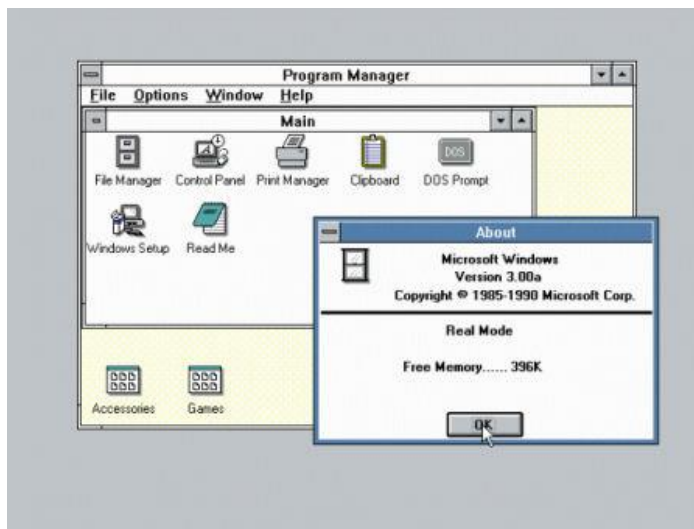 Program Manager
File Options Window Help
Main
File Manager Control Panel Print Manager Clipboard DOS Prompt
DOS
Windows Setup Read Me
About
Microsoft Windows
Version 3.00a
Copyright © 1985-1990 Microsoft Corp.
Real Mode
Free Memory...... 396K
OK
Accessories Games